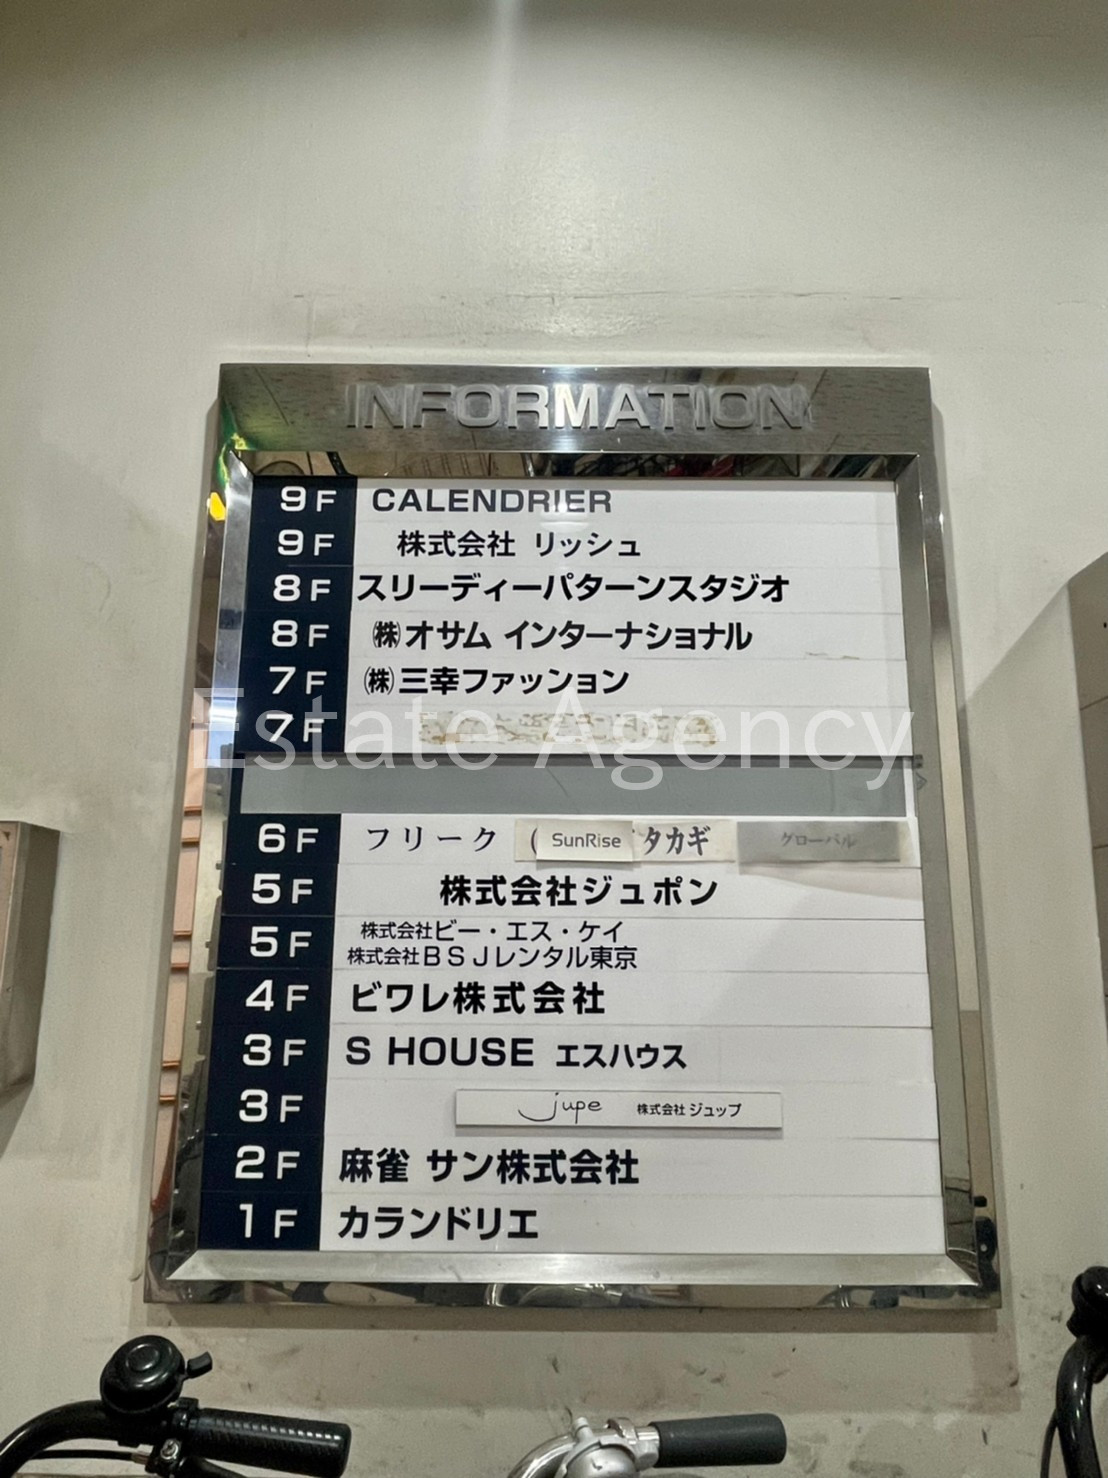 INFORMATION
9F CALENDRIER
9F 株式会社 リッシュ
8F スリーディーパターンスタジオ
8F ㈱オサム インターナショナル
7F ㈱三幸ファッション
7F
Estate Agency
6F フリーク ( SunRise タカギ グローバル
5F 株式会社ジュポン
5F 株式会社ビー・エス・ケイ
株式会社BSJレンタル東京
4F ビワレ株式会社
3F S HOUSE エスハウス
3F jupe 株式会社 ジュップ
2F 麻雀 サン株式会社
1F カランドリエ